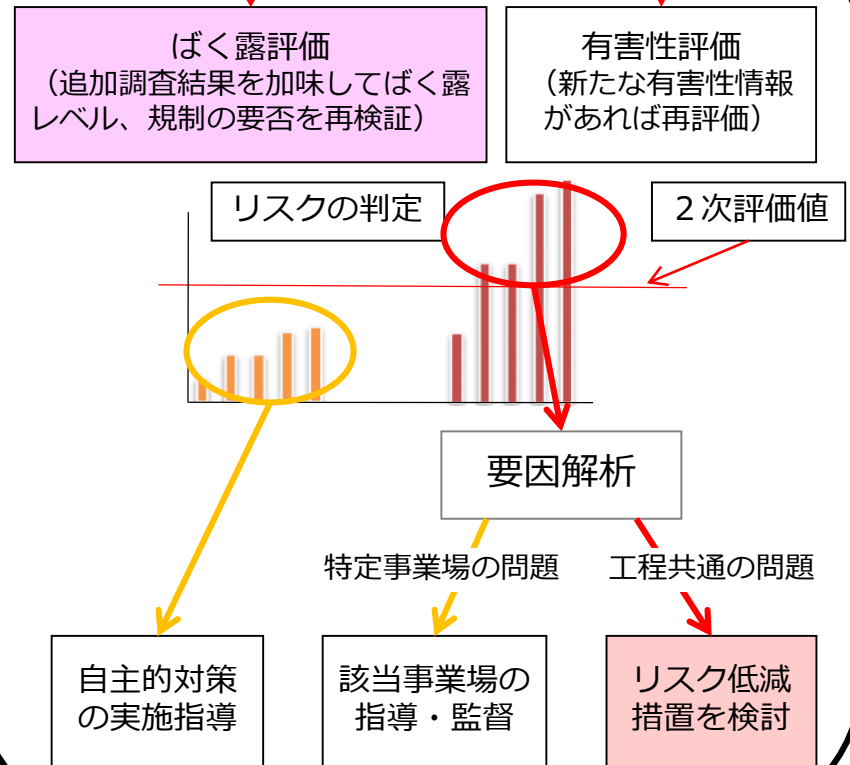 ばく露評価
（追加調査結果を加味してばく露
レベル、規制の要否を再検証）
有害性評価
（新たな有害性情報
があれば再評価）
リスクの判定
２次評価値
要因解析
特定事業場の問題
工程共通の問題
自主的対策
の実施指導
該当事業場の
指導・監督
リスク低減
措置を検討